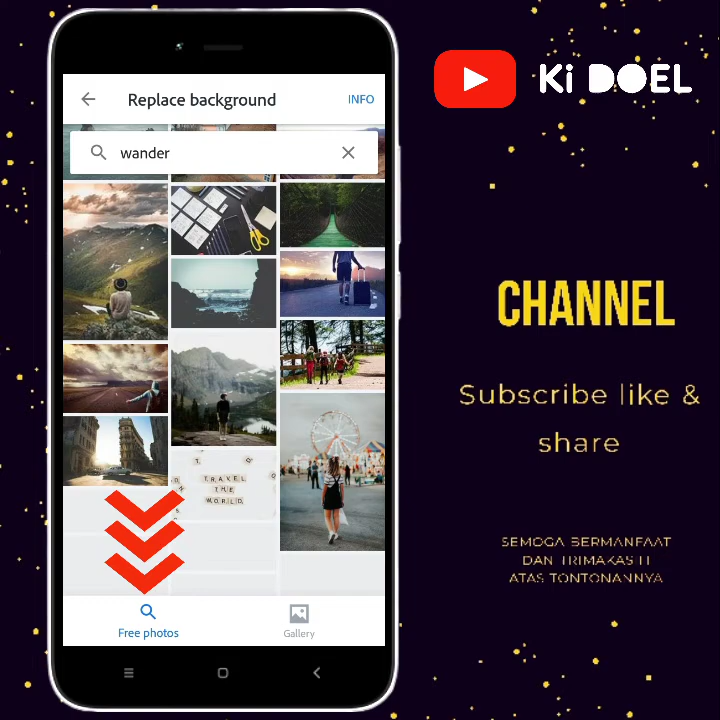 Replace background
INFO
wander
TRAVEL
THE
WORLD
Free photos
Gallery
Ki DOEL
CHANNEL
Subscribe like &
share
SEMOGA BERMANFAAT
DAN TRIMAKASIH
ATAS TONTONANNYA